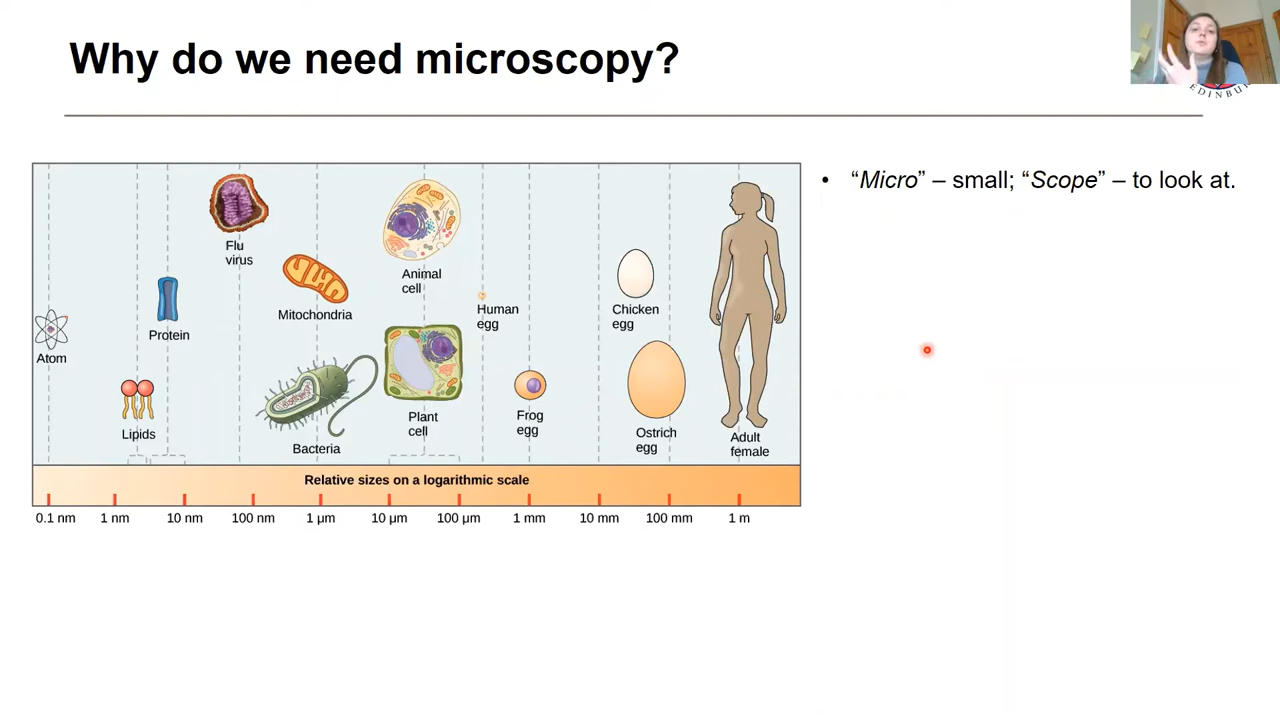 Why do we need microscopy?
• “Micro” – small; “Scope” – to look at.
Flu
virus
Animal
cell
Mitochondria
Human
egg
Chicken
egg
Protein
Atom
Lipids
Bacteria
Plant
cell
Frog
egg
Ostrich
egg
Adult
female
Relative sizes on a logarithmic scale
0.1 nm 1 nm 10 nm 100 nm 1 μm 10 μm 100 μm 1 mm 10 mm 100 mm 1 m